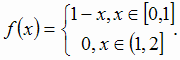 f(x) = { 1 − x, x ∈ [0,1]
0, x ∈ (1, 2] .